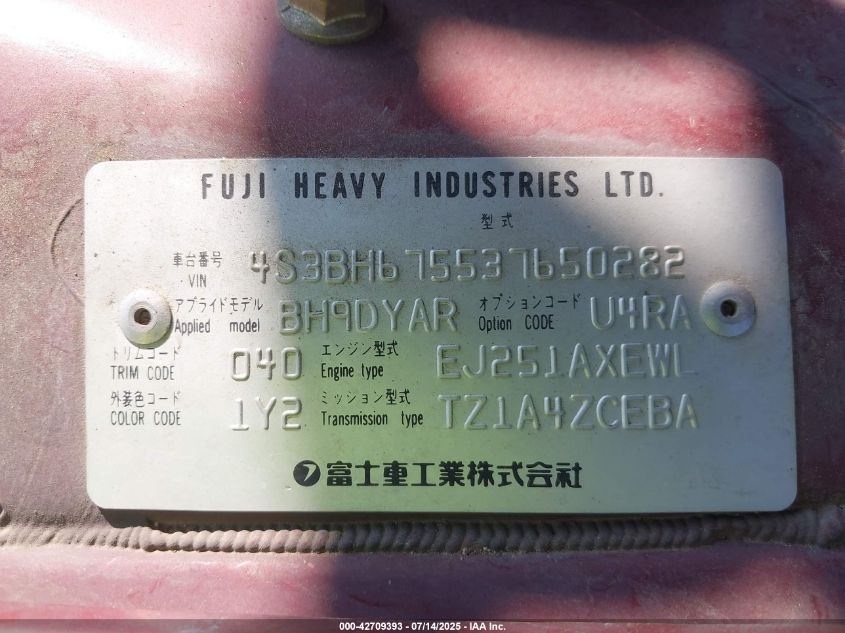 FUJI HEAVY INDUSTRIES LTD.
型式
車台番号 VIN 4S3BH675537650282
アプライドモデル Applied model BH9DYAR オプションコード Option CODE U4RA
トリムコード TRIM CODE 040 エンジン型式 Engine type EJ251AXEWL
外装色コード COLOR CODE 1Y2 ミッション型式 Transmission type TZ1A4ZCEBA
富士重工業株式会社
000-42709393 - 07/14/2025 - IAA Inc.